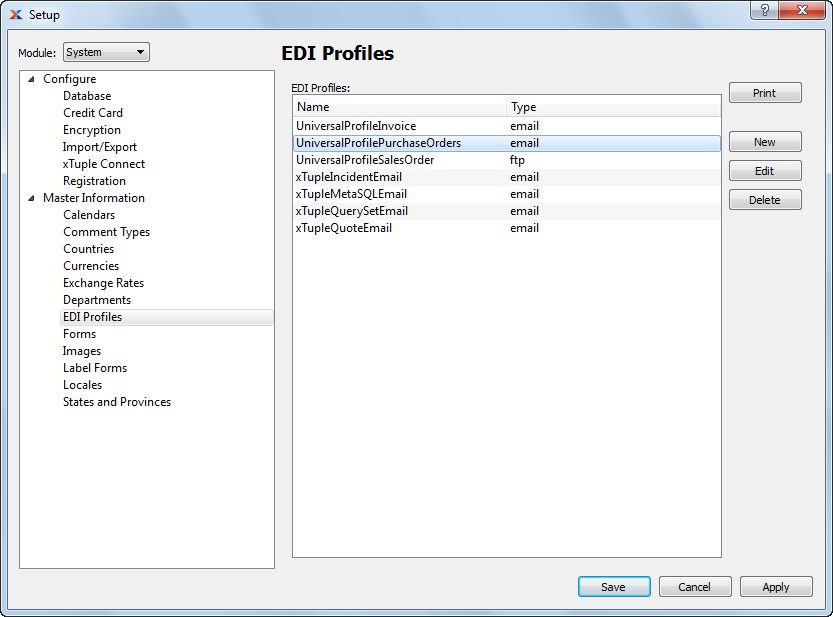 Setup
?
Module: System
EDI Profiles
Configure
Database
Credit Card
Encryption
Import/Export
xTuple Connect
Registration
Master Information
Calendars
Comment Types
Countries
Currencies
Exchange Rates
Departments
EDI Profiles
Forms
Images
Label Forms
Locales
States and Provinces
EDI Profiles:
Name Type
UniversalProfileInvoice email
UniversalProfilePurchaseOrders email
UniversalProfileSalesOrder ftp
xTupleIncidentEmail email
xTupleMetaSQLEmail email
xTupleQuerySetEmail email
xTupleQuoteEmail email
Print
New
Edit
Delete
Save Cancel Apply